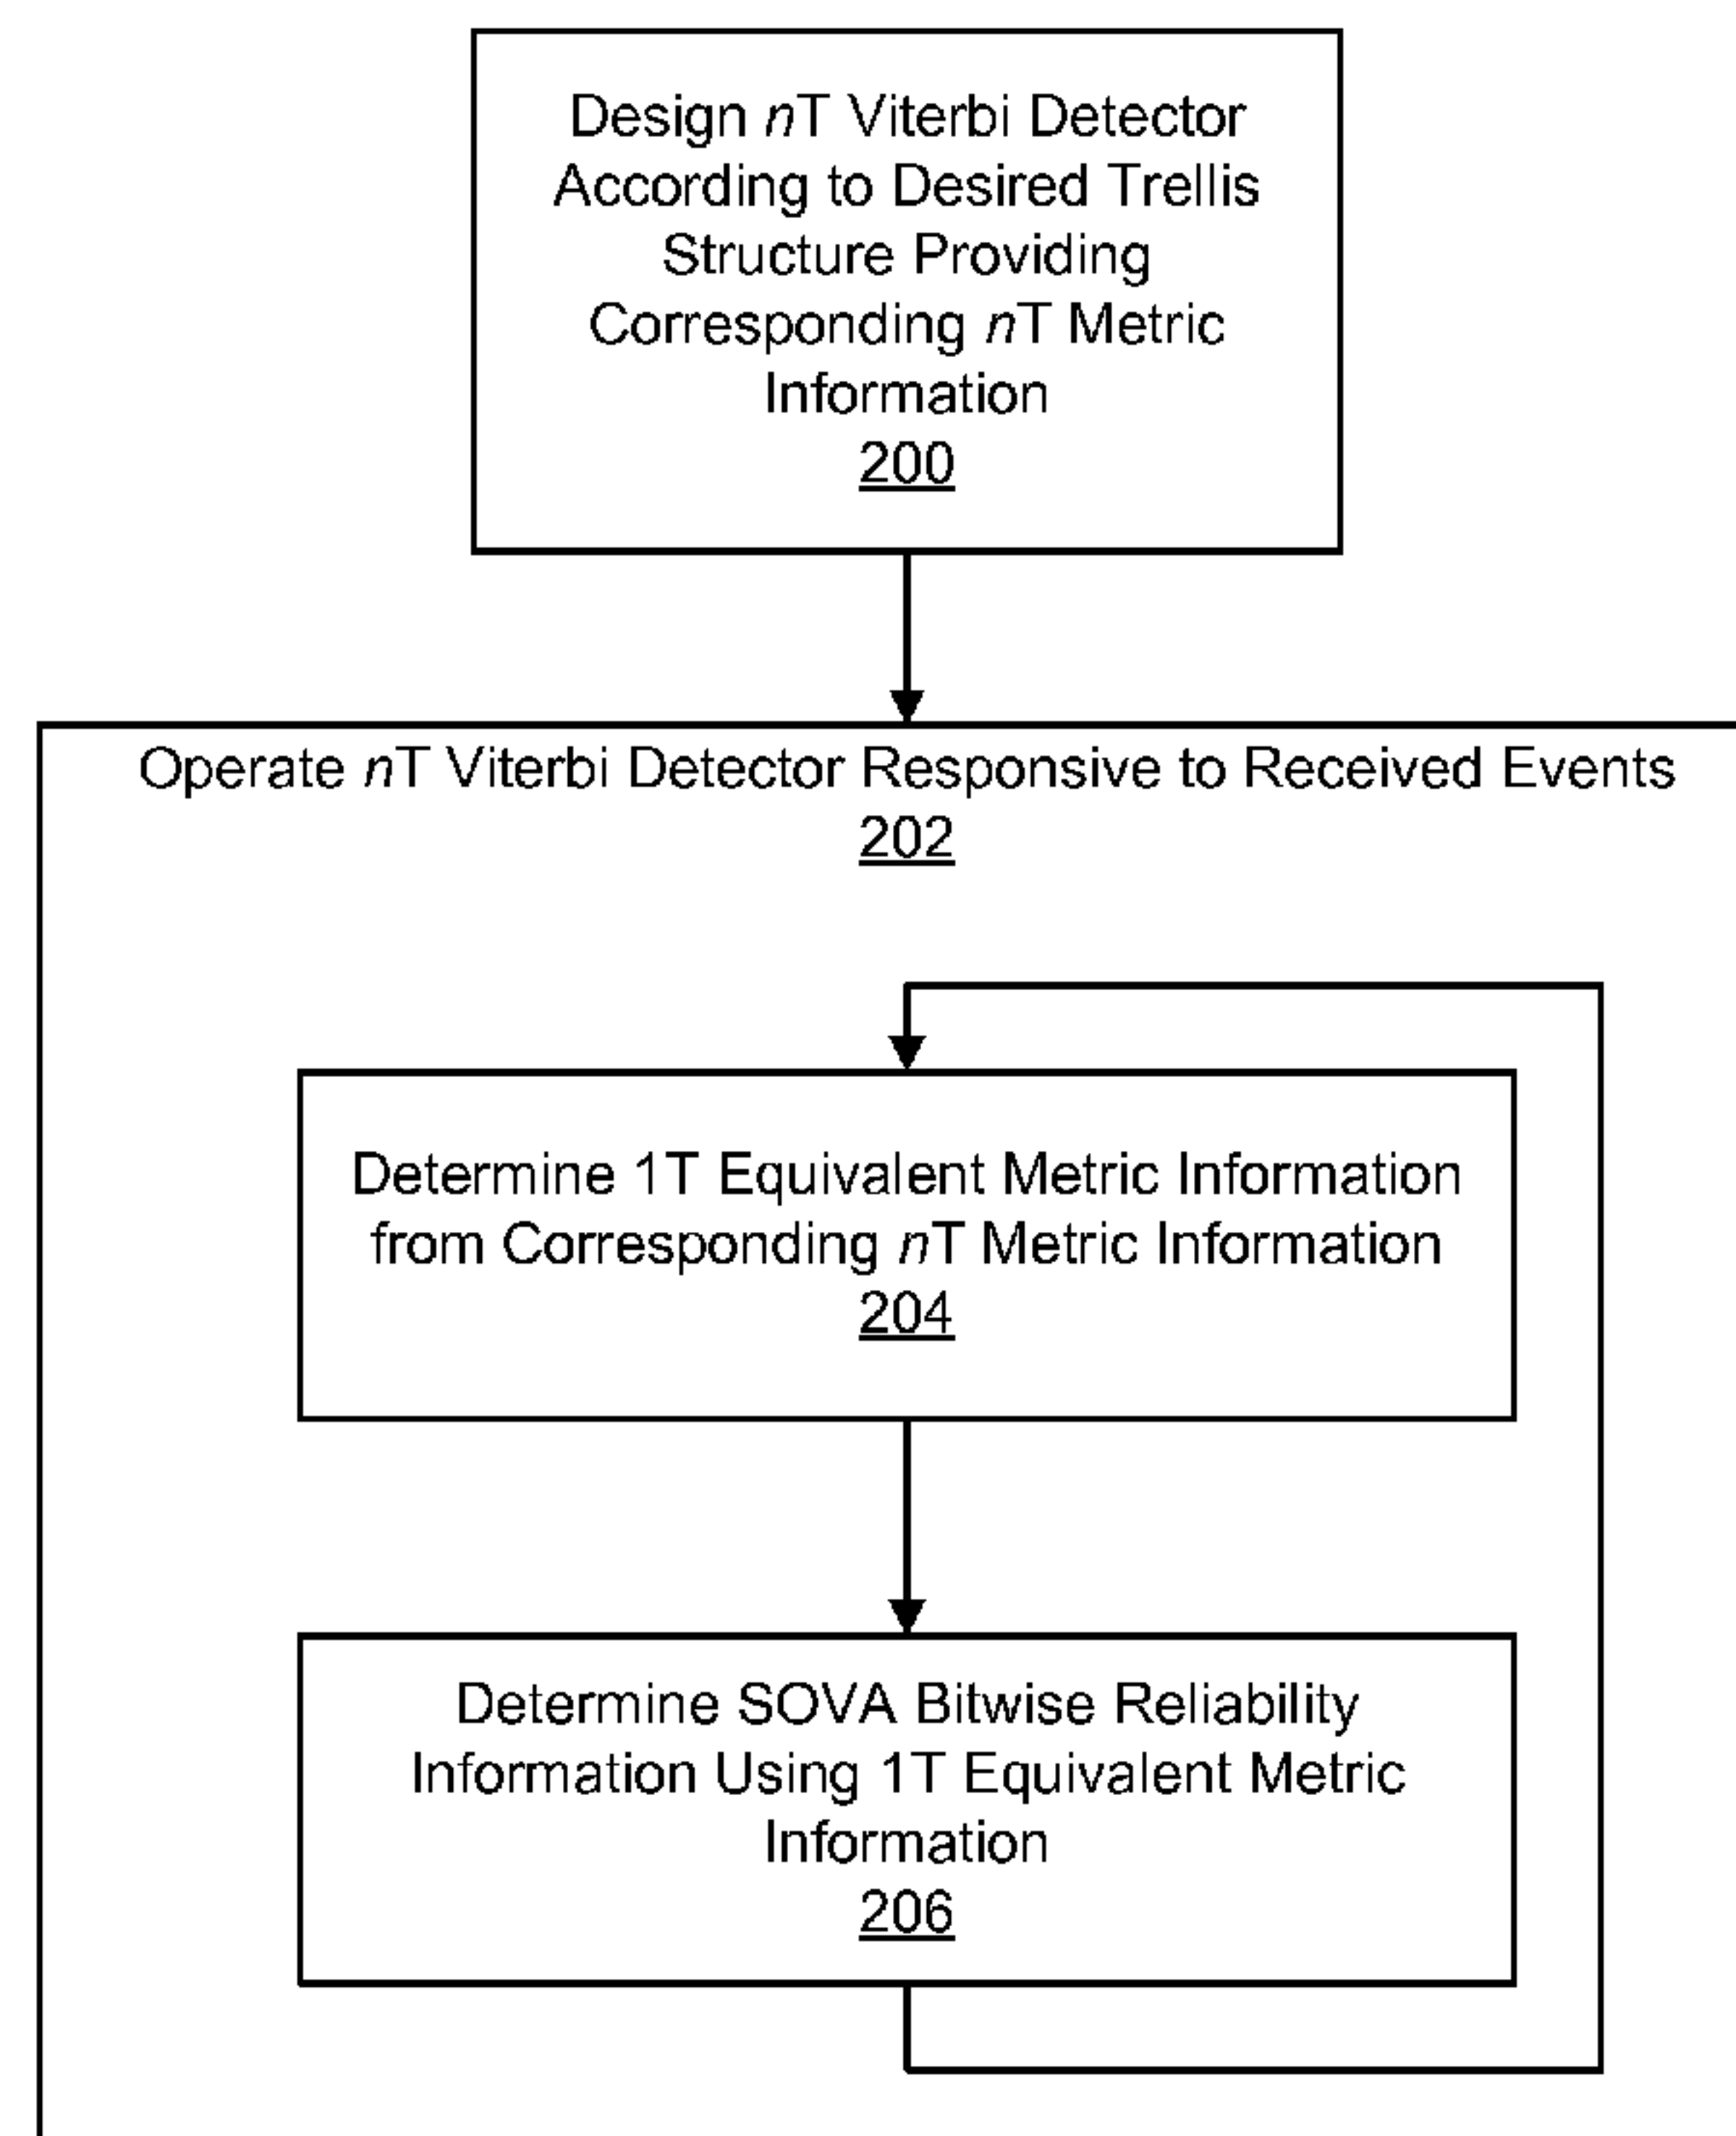 Design nT Viterbi Detector
According to Desired Trellis
Structure Providing
Corresponding nT Metric
Information
200
Operate nT Viterbi Detector Responsive to Received Events
202
Determine 1T Equivalent Metric Information
from Corresponding nT Metric Information
204
Determine SOVA Bitwise Reliability
Information Using 1T Equivalent Metric
Information
206